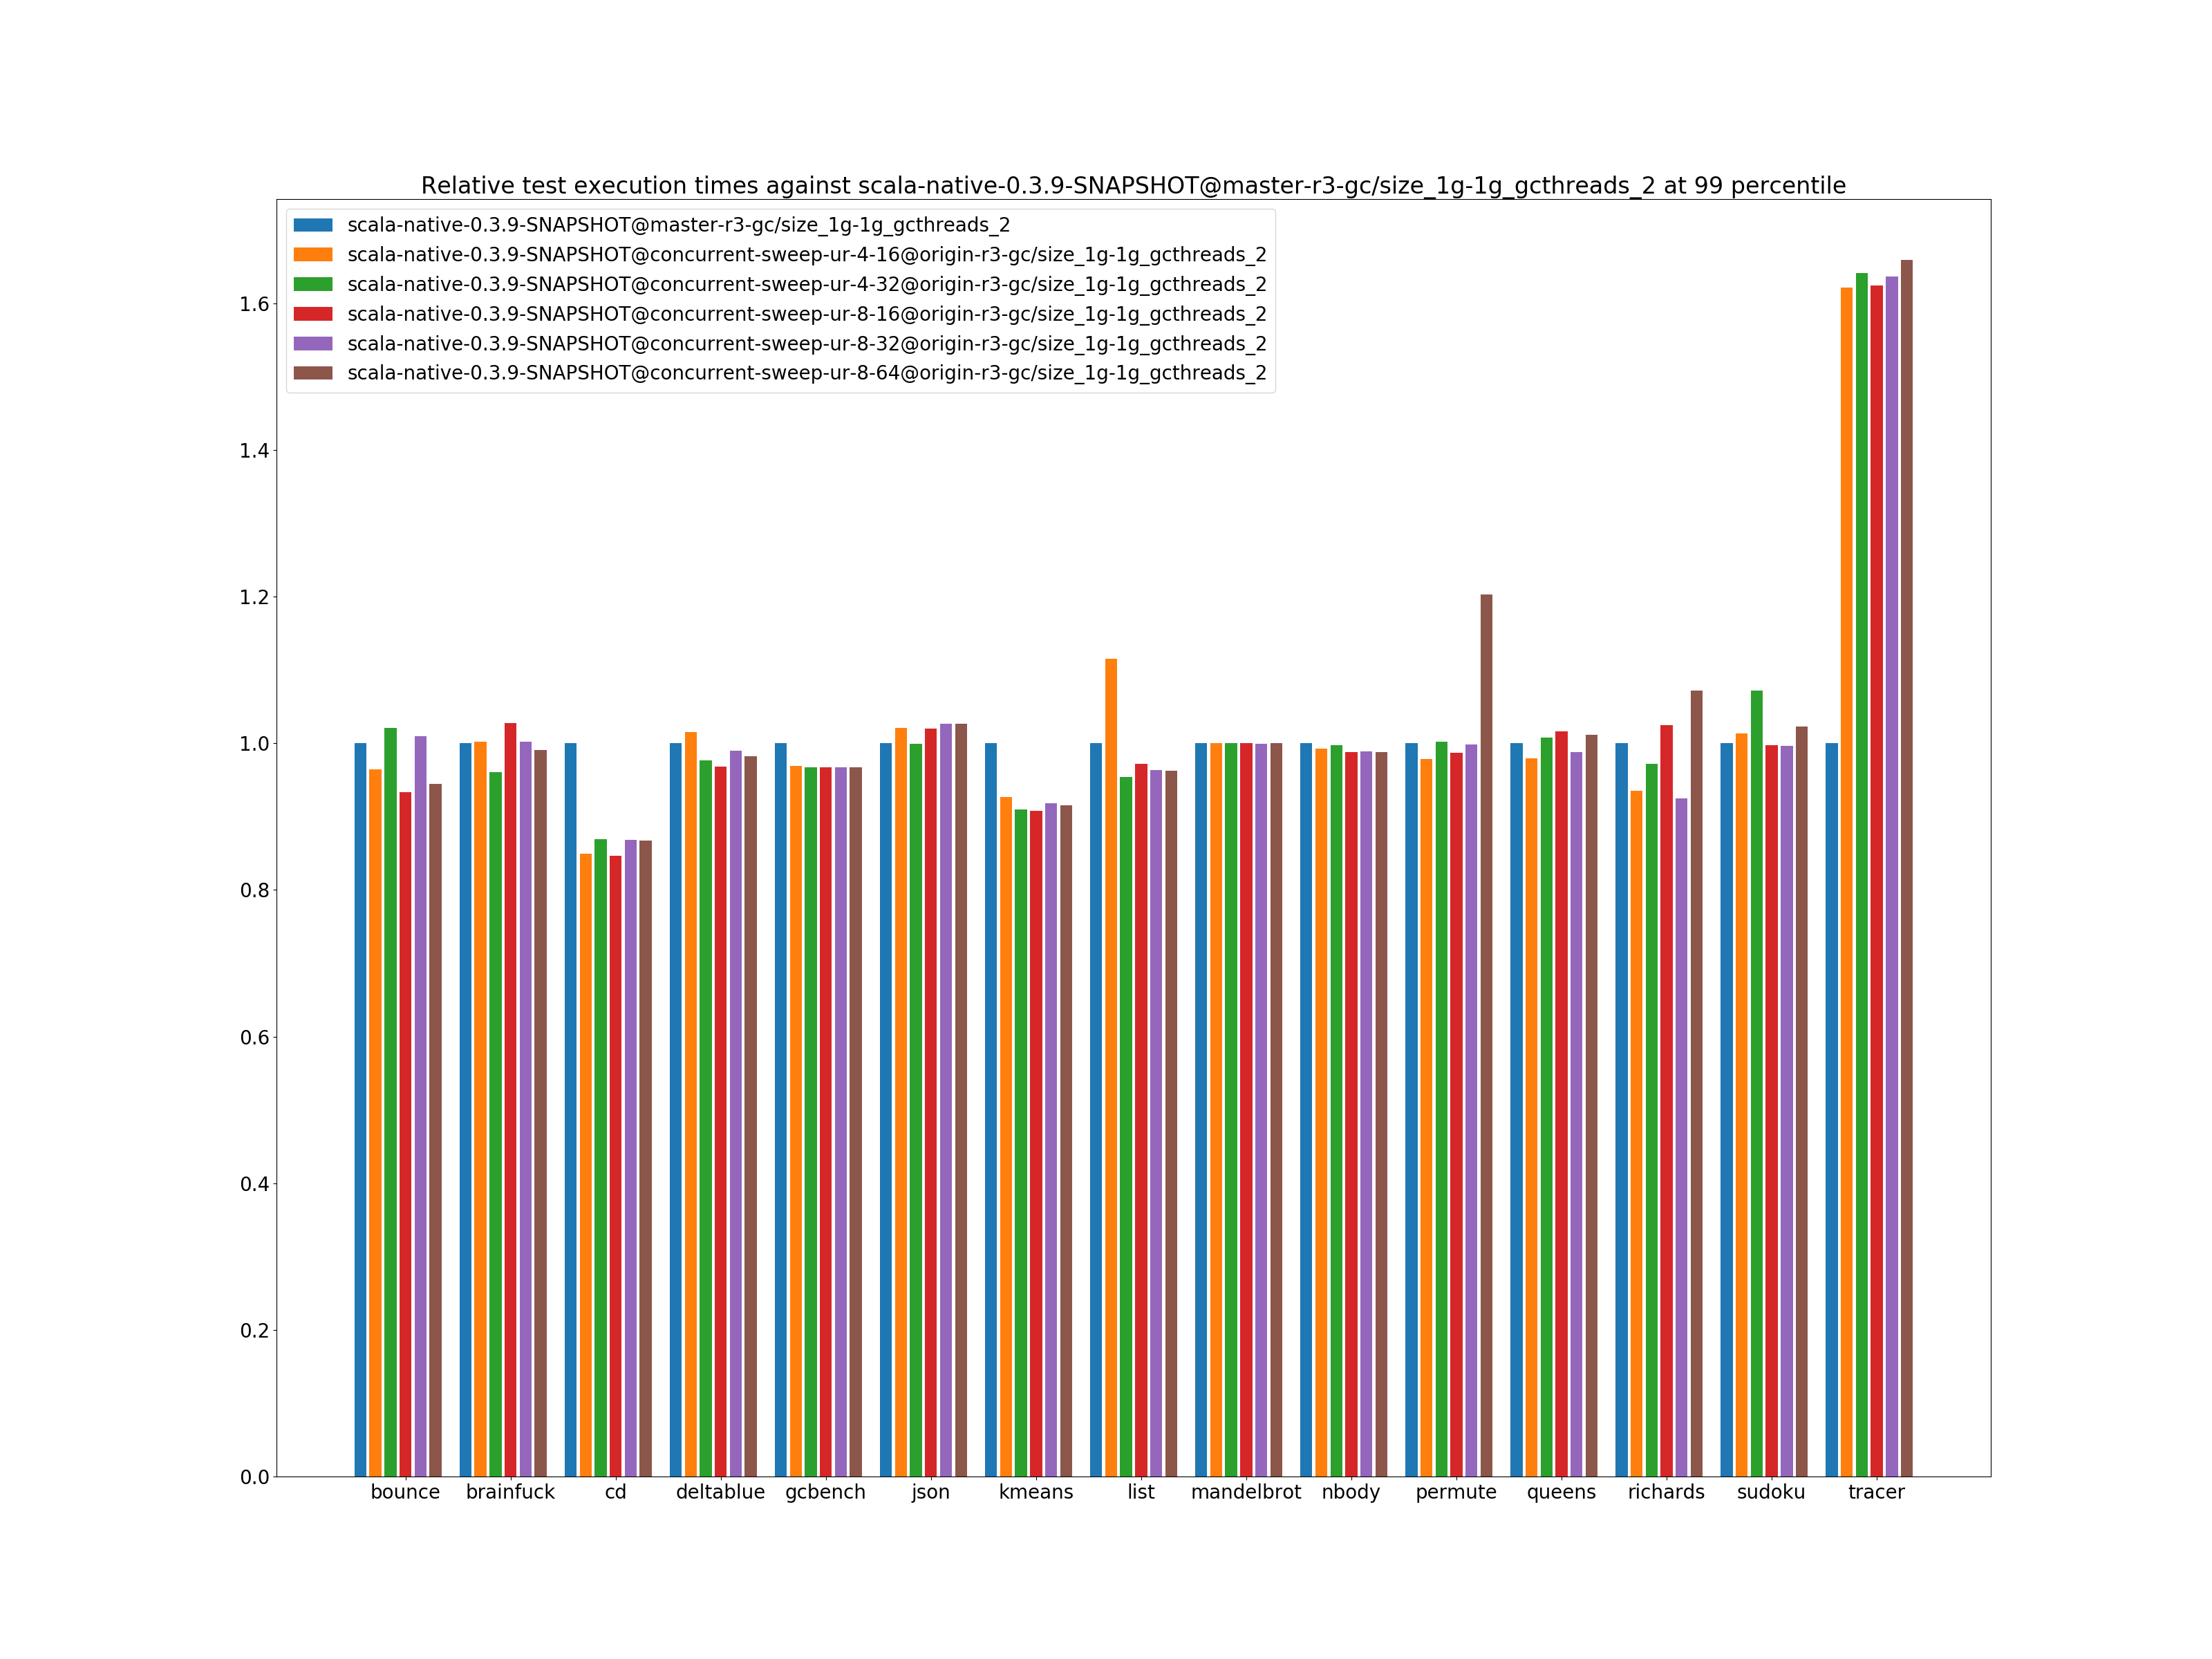 Relative test execution times against scala-native-0.3.9-SNAPSHOT@master-r3-gc/size_1g-1g_gcthreads_2 at 99 percentile
scala-native-0.3.9-SNAPSHOT@master-r3-gc/size_1g-1g_gcthreads_2
scala-native-0.3.9-SNAPSHOT@concurrent-sweep-ur-4-16@origin-r3-gc/size_1g-1g_gcthreads_2
scala-native-0.3.9-SNAPSHOT@concurrent-sweep-ur-4-32@origin-r3-gc/size_1g-1g_gcthreads_2
scala-native-0.3.9-SNAPSHOT@concurrent-sweep-ur-8-16@origin-r3-gc/size_1g-1g_gcthreads_2
scala-native-0.3.9-SNAPSHOT@concurrent-sweep-ur-8-32@origin-r3-gc/size_1g-1g_gcthreads_2
scala-native-0.3.9-SNAPSHOT@concurrent-sweep-ur-8-64@origin-r3-gc/size_1g-1g_gcthreads_2
1.6
1.4
1.2
1.0
0.8
0.6
0.4
0.2
0.0
bounce brainfuck cd deltablue gcbench json kmeans list mandelbrot nbody permute queens richards sudoku tracer